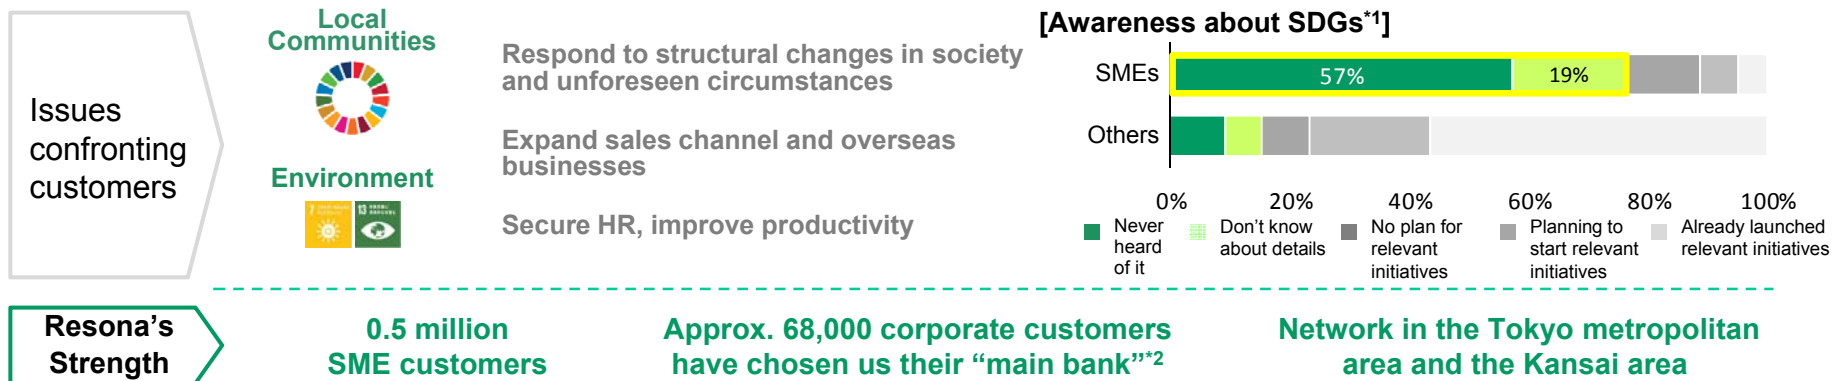 Issues
confronting
customers
Local
Communities
Environment
7
13
Respond to structural changes in society
and unforeseen circumstances
Expand sales channel and overseas
businesses
Secure HR, improve productivity
[Awareness about SDGs*1]
SMEs
57%
19%
Others
0%
20%
40%
60%
80%
100%
Never
heard
of it
Don't know
about details
No plan for
relevant
initiatives
Planning to
start relevant
initiatives
Already launched
relevant initiatives
Resona's
Strength
0.5 million
SME customers
Approx. 68,000 corporate customers
have chosen us their “main bank”*2
Network in the Tokyo metropolitan
area and the Kansai area